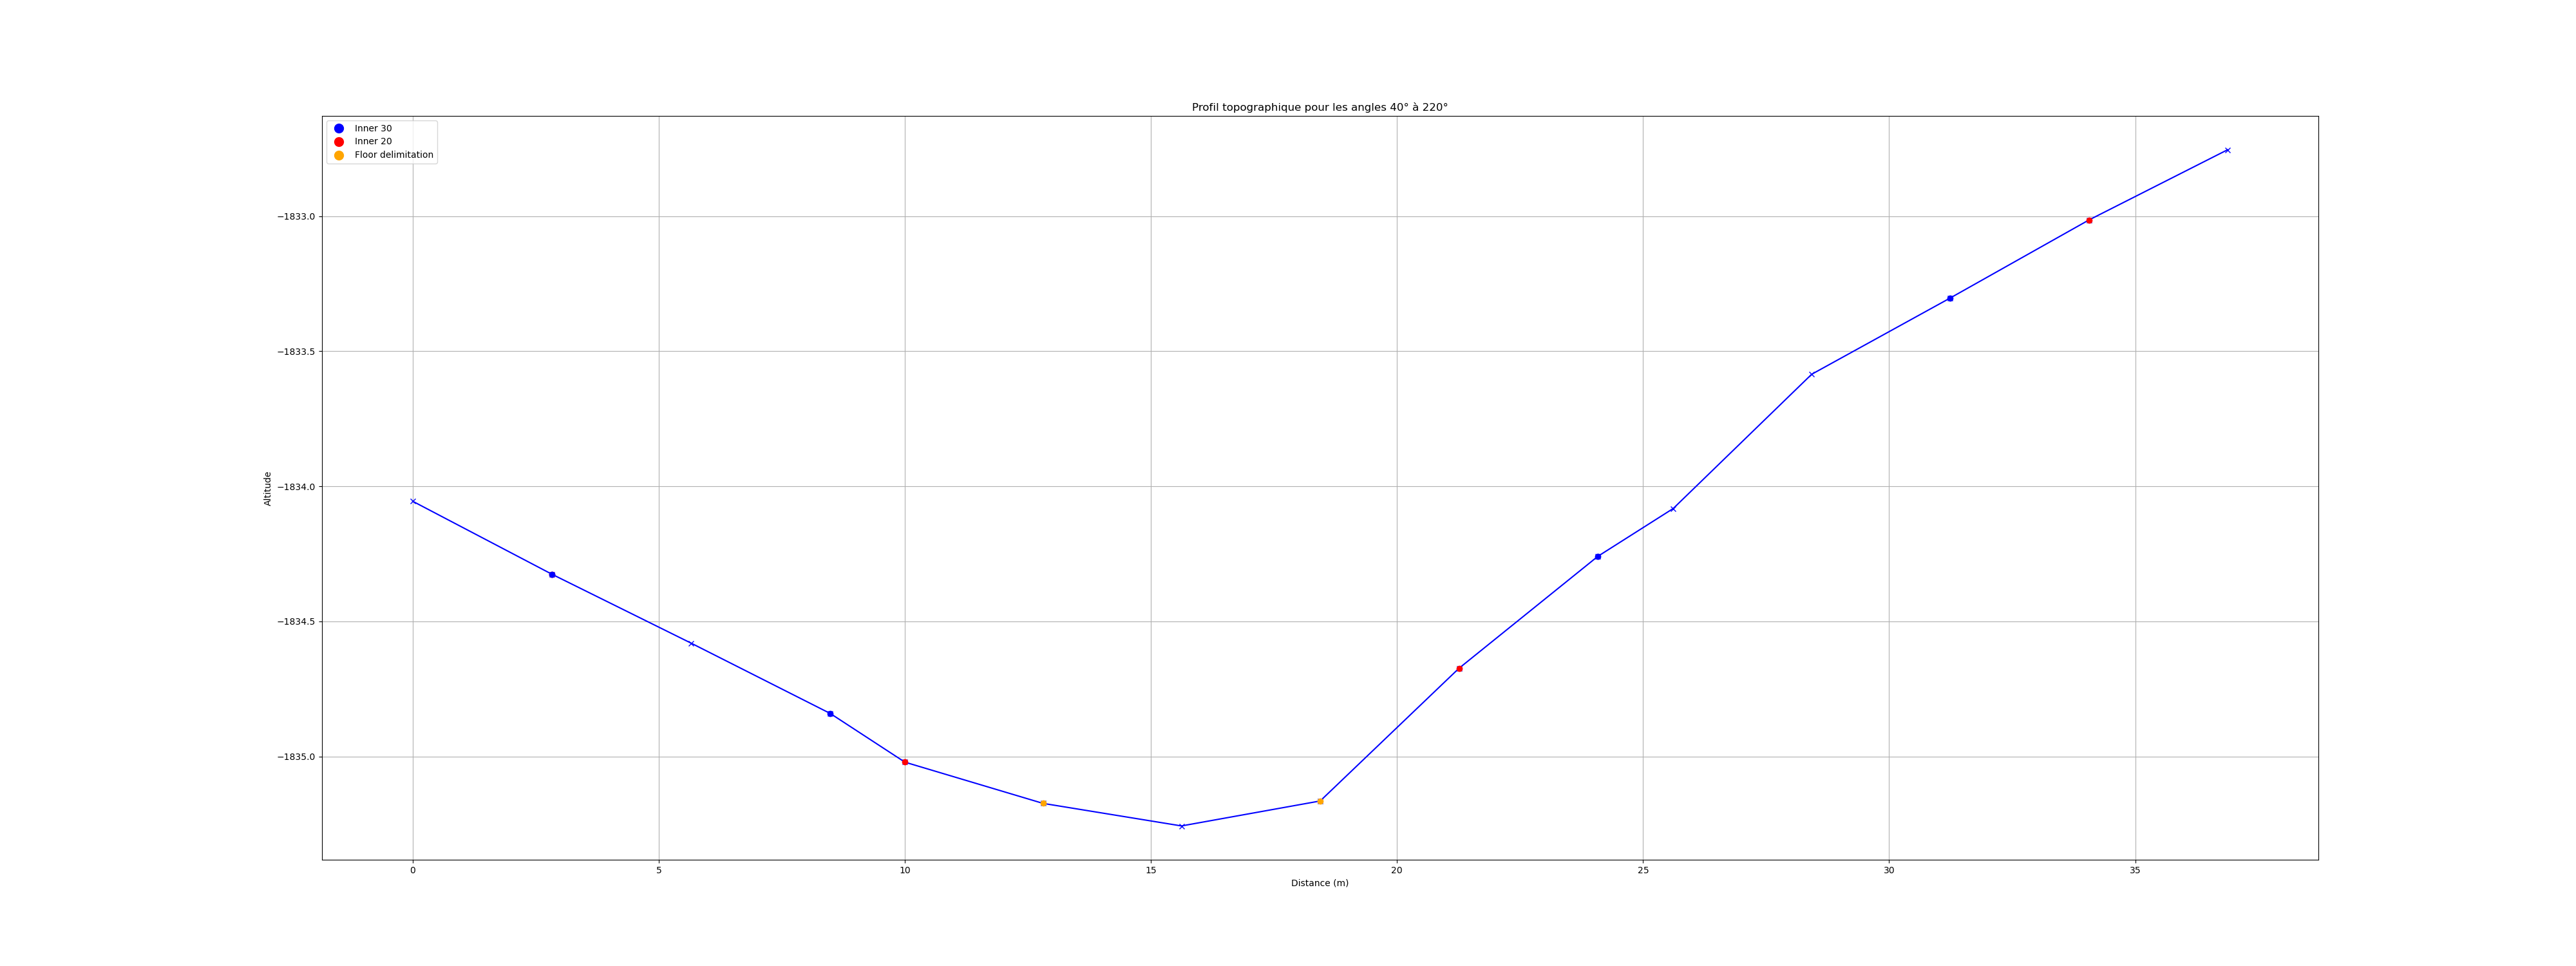 Profil topographique pour les angles 40° à 220°
Inner 30
Inner 20
Floor delimitation
−1833.0
−1833.5
−1834.0
−1834.5
−1835.0
Altitude
0 5 10 15 20 25 30 35
Distance (m)